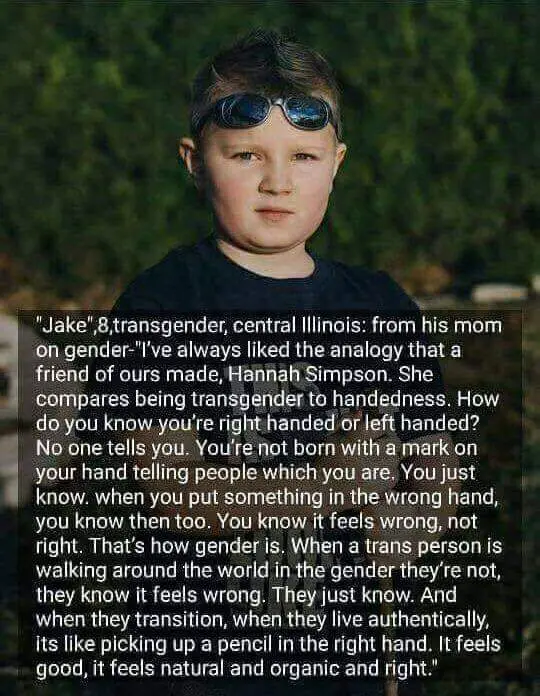 "Jake",8,transgender, central Illinois: from his mom
on gender-"I've always liked the analogy that a
friend of ours made, Hannah Simpson. She
compares being transgender to handedness. How
do you know you're right handed or left handed?
No one tells you. You're not born with a mark on
your hand telling people which you are. You just
know. when you put something in the wrong hand,
you know then too. You know it feels wrong, not
right. That's how gender is. When a trans person is
walking around the world in the gender they're not,
they know it feels wrong. They just know. And
when they transition, when they live authentically,
its like picking up a pencil in the right hand. It feels
good, it feels natural and organic and right."